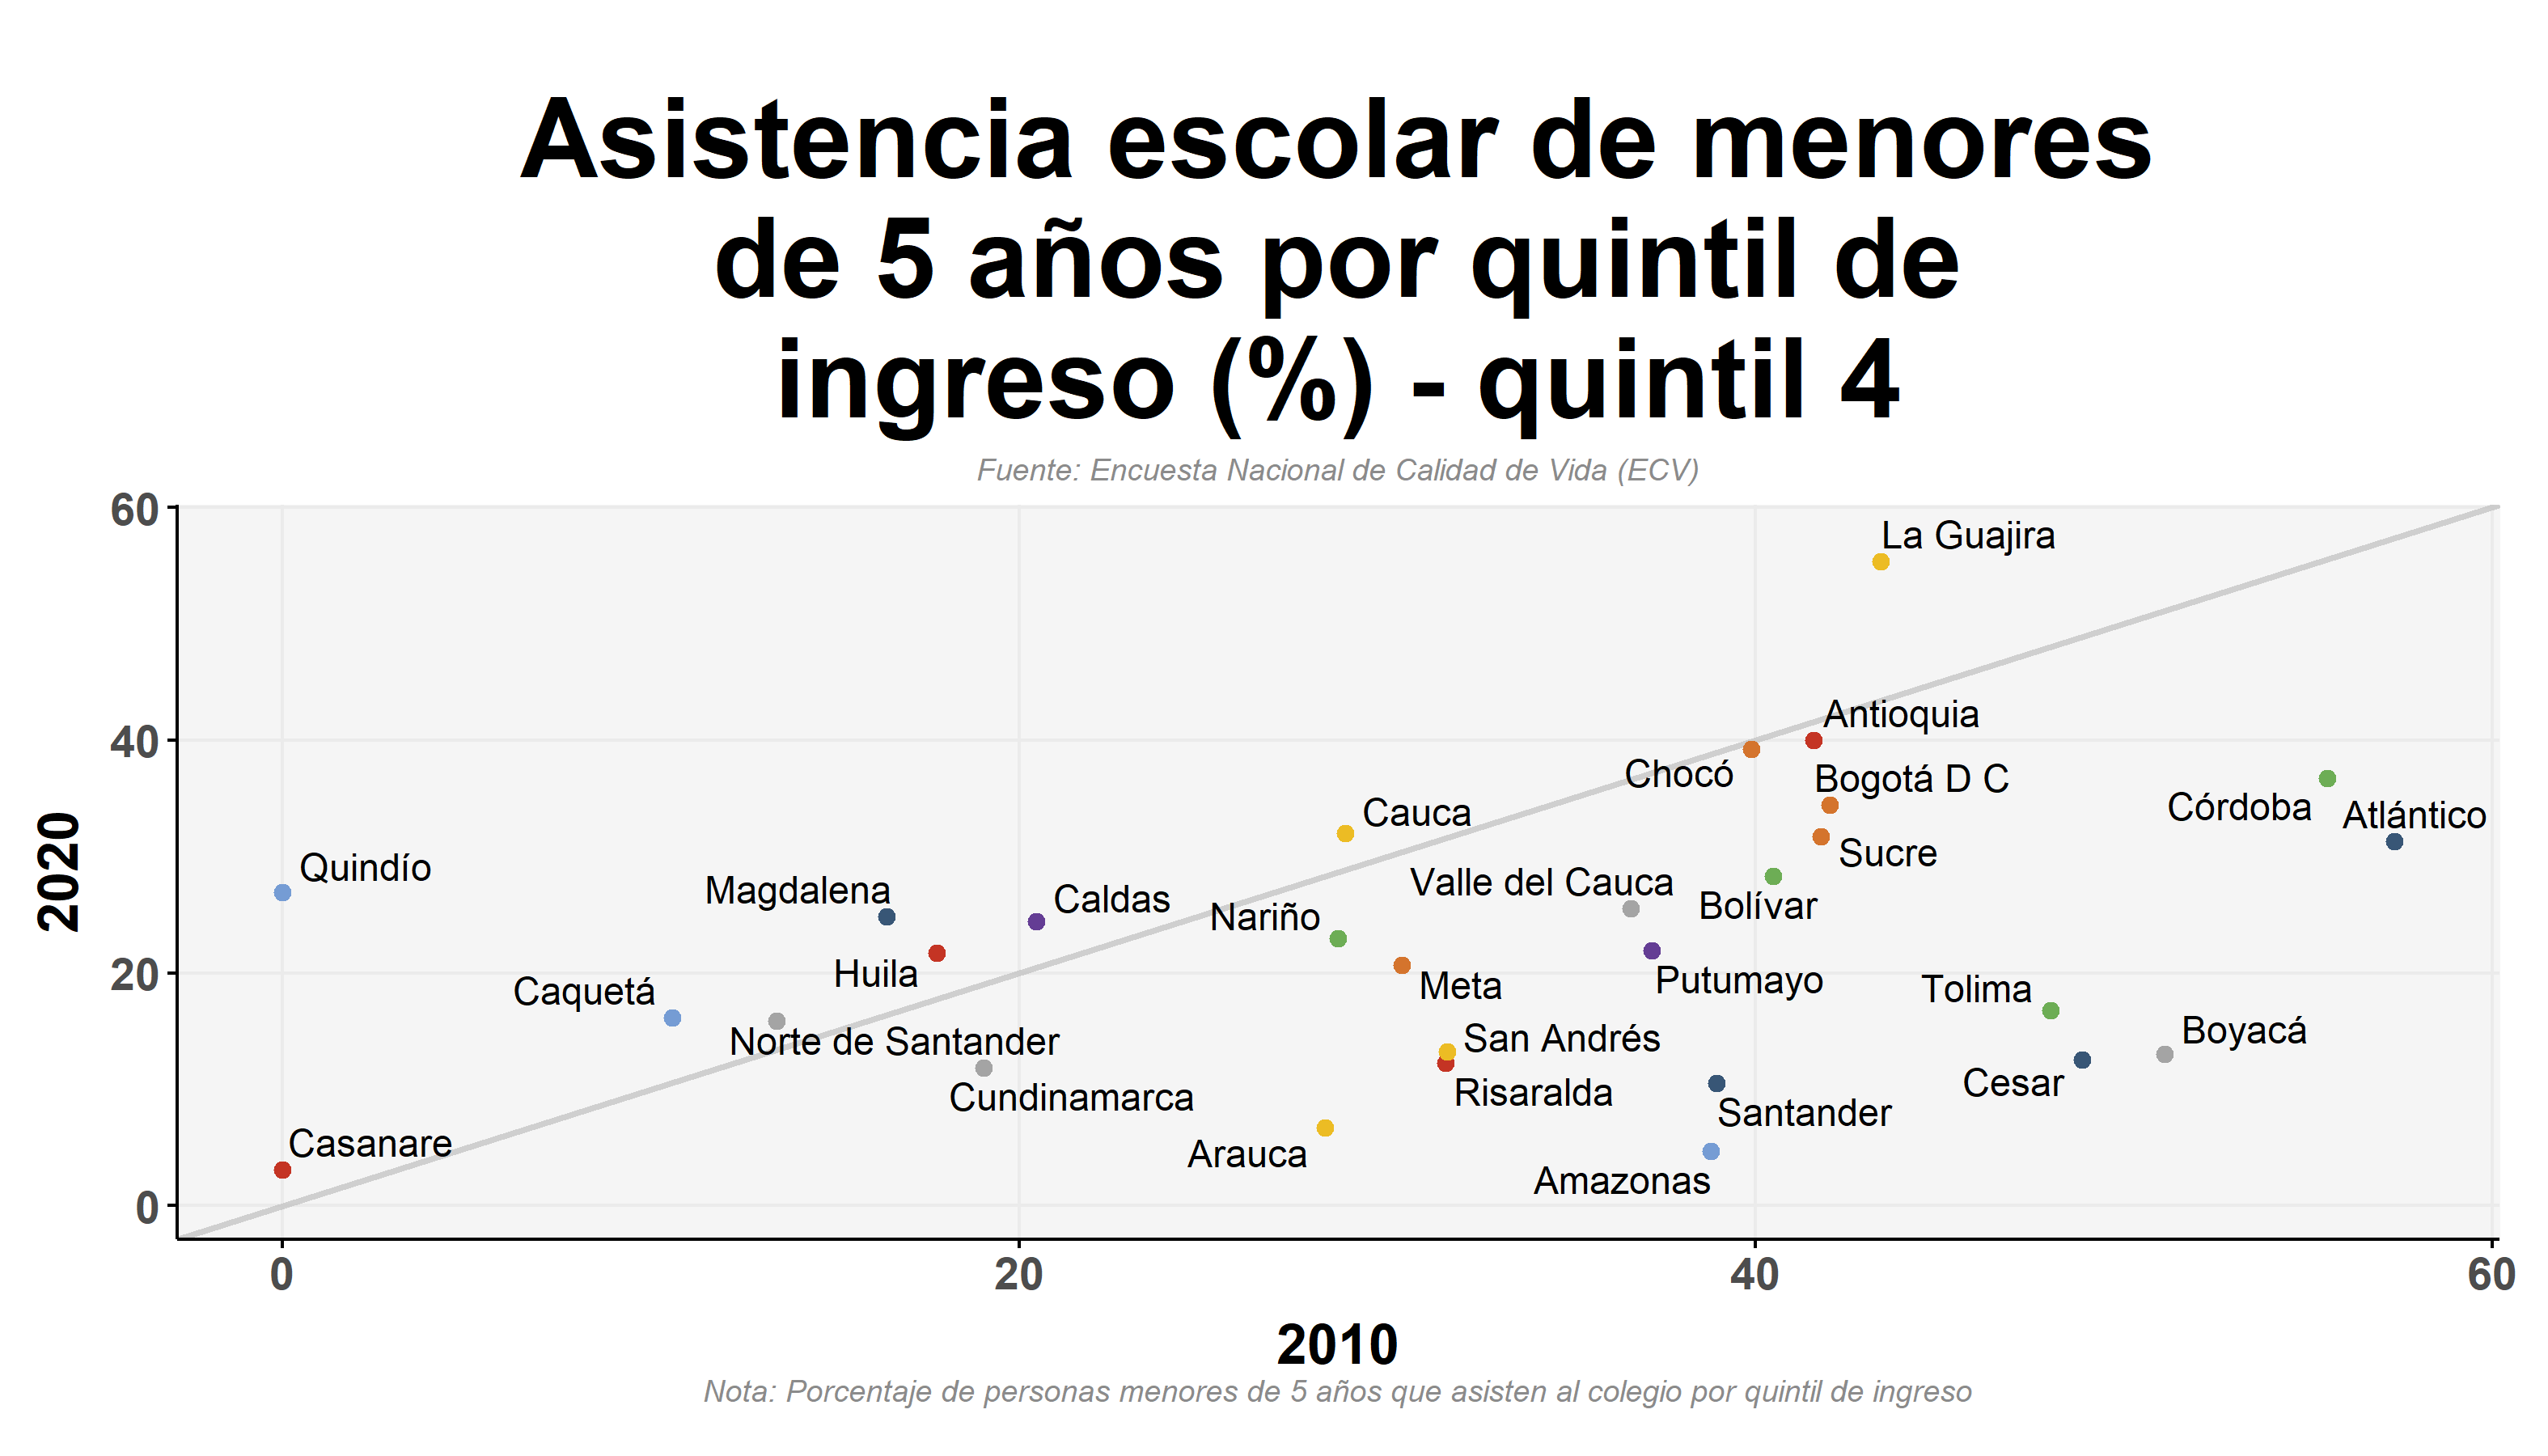 Asistencia escolar de menores
de 5 años por quintil de
ingreso (%) - quintil 4
Fuente: Encuesta Nacional de Calidad de Vida (ECV)
60
La Guajira
Antioquia
40
Chocó
Bogotá D C
Córdoba
Atlántico
Cauca
Sucre
2020
Quindío
Magdalena
Caldas
Valle del Cauca
Bolívar
Nariño
20
Huila
Meta
Putumayo
Caquetá
Tolima
Norte de Santander
San Andrés
Boyacá
Cundinamarca
Risaralda
Cesar
Santander
Casanare
Arauca
Amazonas
0
0
20
40
60
2010
Nota: Porcentaje de personas menores de 5 años que asisten al colegio por quintil de ingreso